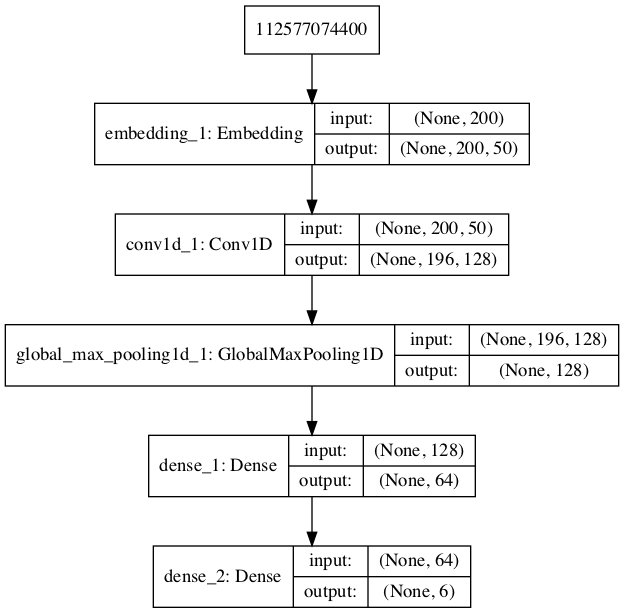 112577074400
embedding_1: Embedding
input:
(None, 200)
output:
(None, 200, 50)
conv1d_1: Conv1D
input:
(None, 200, 50)
output:
(None, 196, 128)
global_max_pooling1d_1: GlobalMaxPooling1D
input:
(None, 196, 128)
output:
(None, 128)
dense_1: Dense
input:
(None, 128)
output:
(None, 64)
dense_2: Dense
input:
(None, 64)
output:
(None, 6)